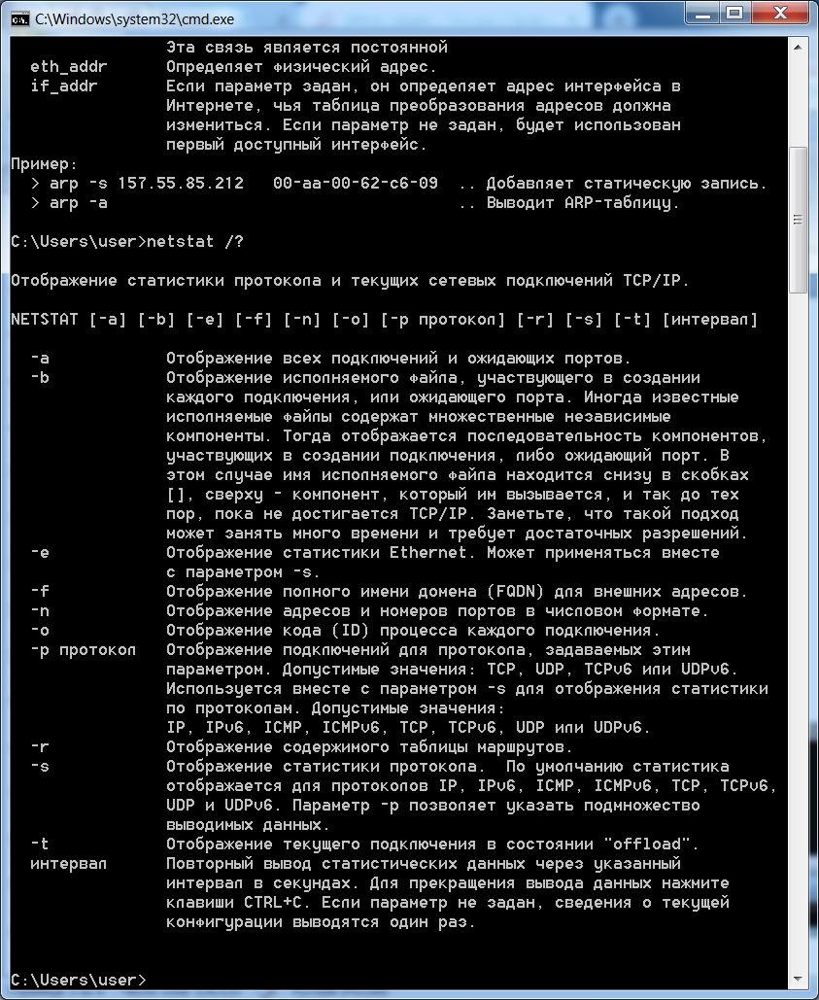 C:\Windows\system32\cmd.exe
Эта связь является постоянной
eth_addr Определяет физический адрес.
if_addr Если параметр задан, он определяет адрес интерфейса в
Интернете, чья таблица преобразования адресов должна
измениться. Если параметр не задан, будет использован
первый доступный интерфейс.
Пример:
> arp -s 157.55.85.212 00-aa-00-62-c6-09 .. Добавляет статическую запись.
> arp -a .. Выводит ARP-таблицу.
C:\Users\user>netstat /?
Отображение статистики протокола и текущих сетевых подключений TCP/IP.
NETSTAT [-a] [-b] [-e] [-f] [-n] [-o] [-p протокол] [-r] [-s] [-t] [интервал]
-a Отображение всех подключений и ожидающих портов.
-b Отображение исполняемого файла, участвующего в создании
каждого подключения, или ожидающего порта. Иногда известные
исполняемые файлы содержат множественные независимые
компоненты. Тогда отображается последовательность компонентов,
участвующих в создании подключения, либо ожидающий порт. В
этом случае имя исполняемого файла находится снизу в скобках
[], сверху - компонент, который им вызывается, и так до тех
пор, пока не достигается TCP/IP. Заметьте, что такой подход
может занять много времени и требует достаточных разрешений.
-e Отображение статистики Ethernet. Может применяться вместе
с параметром -s.
-f Отображение полного имени домена (FQDN) для внешних адресов.
-n Отображение адресов и номеров портов в числовом формате.
-o Отображение кода (ID) процесса каждого подключения.
-p протокол Отображение подключений для протокола, задаваемых этим
параметром. Допустимые значения: TCP, UDP, TCPv6 или UDPv6.
Используется вместе с параметром -s для отображения статистики
по протоколам. Допустимые значения:
IP, IPv6, ICMP, ICMPv6, TCP, TCPv6, UDP или UDPv6.
-r Отображение содержимого таблицы маршрутов.
-s Отображение статистики протокола.  По умолчанию статистика
отображается для протоколов IP, IPv6, ICMP, ICMPv6, TCP, TCPv6,
UDP и UDPv6. Параметр -p позволяет указать подмножество
выводимых данных.
-t Отображение текущего подключения в состоянии "offload".
интервал Повторный вывод статистических данных через указанный
интервал в секундах. Для прекращения вывода данных нажмите
клавиши CTRL+C. Если параметр не задан, сведения о текущей
конфигурации выводятся один раз.
C:\Users\user>